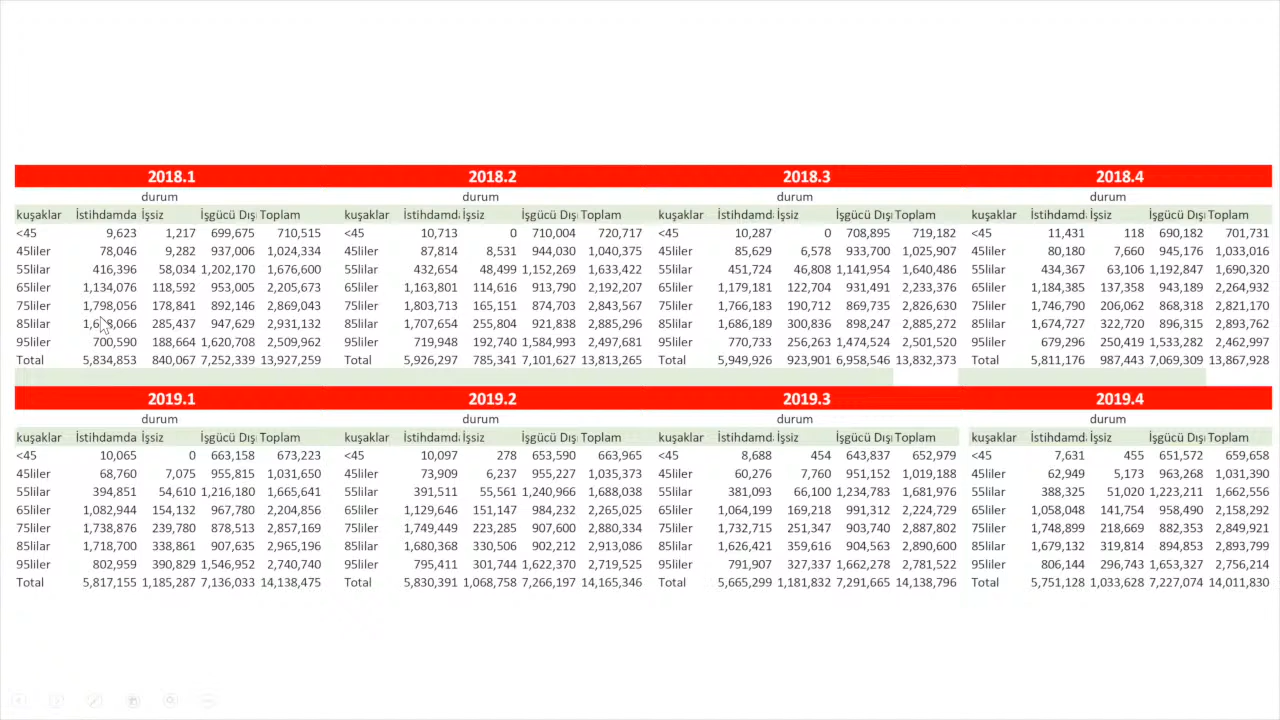 2018.1 2018.2 2018.3 2018.4
durum durum durum durum
kuşaklar İstihdamda İşsiz İşgücü Dışı Toplam kuşaklar İstihdamd İşsiz İşgücü Dışı Toplam kuşaklar İstihdamd İşsiz İşgücü Dışı Toplam kuşaklar İstihdamd İşsiz İşgücü Dışı Toplam
<45 9,623 1,217 699,675 710,515 <45 10,713 0 710,004 720,717 <45 10,287 0 708,895 719,182 <45 11,431 118 690,182 701,731
45liler 78,046 9,282 937,006 1,024,334 45liler 87,814 8,531 944,030 1,040,375 45liler 85,629 6,578 933,700 1,025,907 45liler 80,180 7,660 945,176 1,033,016
55lilar 416,396 58,034 1,202,170 1,676,600 55lilar 432,654 48,499 1,152,269 1,633,422 55lilar 451,724 46,808 1,141,954 1,640,486 55lilar 434,367 63,106 1,192,847 1,690,320
65liler 1,134,076 118,592 953,005 2,205,673 65liler 1,163,801 114,616 913,790 2,192,207 65liler 1,179,181 122,704 931,491 2,233,376 65liler 1,184,385 137,358 943,189 2,264,932
75liler 1,798,056 178,841 892,146 2,869,043 75liler 1,803,713 165,151 874,703 2,843,567 75liler 1,766,183 190,712 869,735 2,826,630 75liler 1,746,790 206,062 868,318 2,821,170
85lilar 285,437 947,629 2,931,132 85lilar 1,707,654 255,804 921,838 2,885,296 85lilar 1,686,189 300,836 898,247 2,885,272 85lilar 1,674,727 322,720 896,315 2,893,762
95liler 700,590 188,664 1,620,708 2,509,962 95liler 719,948 192,740 1,584,993 2,497,681 95liler 770,733 256,263 1,474,524 2,501,520 95liler 679,296 250,419 1,533,282 2,462,997
Total 5,834,853 840,067 7,252,339 13,927,259 Total 5,926,297 785,341 7,101,627 13,813,265 Total 5,949,926 923,901 6,958,546 13,832,373 Total 5,811,176 987,443 7,069,309 13,867,928
2019.1 2019.2 2019.3 2019.4
durum durum durum durum
kuşaklar İstihdamda İşsiz İşgücü Dışı Toplam kuşaklar İstihdamd İşsiz İşgücü Dışı Toplam kuşaklar İstihdamd İşsiz İşgücü Dışı Toplam kuşaklar İstihdamd İşsiz İşgücü Dışı Toplam
<45 10,065 0 663,158 673,223 <45 10,097 278 653,590 663,965 <45 8,688 454 643,837 652,979 <45 7,631 455 651,572 659,658
45liler 68,760 7,075 955,815 1,031,650 45liler 73,909 6,237 955,227 1,035,373 45liler 60,276 7,760 951,152 1,019,188 45liler 62,949 5,173 963,268 1,031,390
55lilar 394,851 54,610 1,216,180 1,665,641 55lilar 391,511 55,561 1,240,966 1,688,038 55lilar 381,093 66,100 1,234,783 1,681,976 55lilar 388,325 51,020 1,223,211 1,662,556
65liler 1,082,944 154,132 967,780 2,204,856 65liler 1,129,646 151,147 984,232 2,265,025 65liler 1,064,199 169,218 991,312 2,224,729 65liler 1,058,048 141,754 958,490 2,158,292
75liler 1,738,876 239,780 878,513 2,857,169 75liler 1,749,449 223,285 907,600 2,880,334 75liler 1,732,715 251,347 903,740 2,887,802 75liler 1,748,899 218,669 882,353 2,849,921
85lilar 1,718,700 338,861 907,635 2,965,196 85lilar 1,680,368 330,506 902,212 2,913,086 85lilar 1,626,421 359,616 904,563 2,890,600 85lilar 1,679,132 319,814 894,853 2,893,799
95liler 802,959 390,829 1,546,952 2,740,740 95liler 795,411 301,744 1,622,370 2,719,525 95liler 791,907 327,337 1,662,278 2,781,522 95liler 806,144 296,743 1,653,327 2,756,214
Total 5,817,155 1,185,287 7,136,033 14,138,475 Total 5,830,391 1,068,758 7,266,197 14,165,346 Total 5,665,299 1,181,832 7,291,665 14,138,796 Total 5,751,128 1,033,628 7,227,074 14,011,830